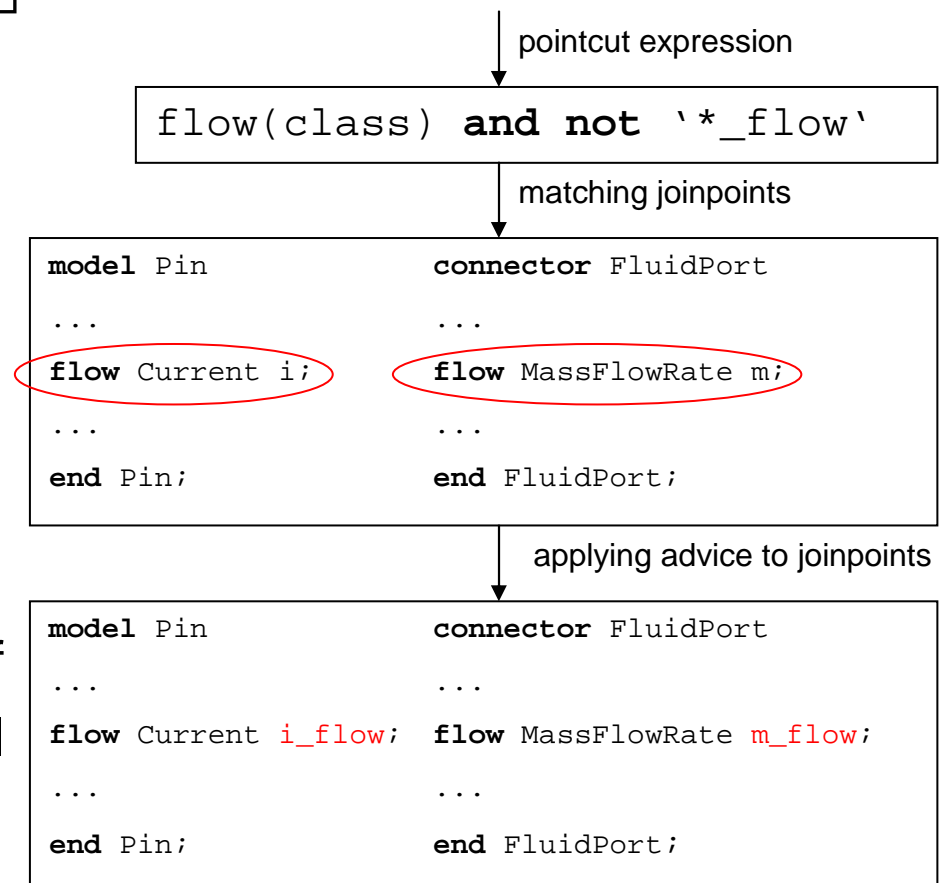 pointcut expression
flow(class) and not ‘*_flow‘
matching joinpoints
model Pin connector FluidPort
... ...
flow Current i; flow MassFlowRate m;
... ...
end Pin; end FluidPort;
applying advice to joinpoints
model Pin connector FluidPort
... ...
flow Current i_flow; flow MassFlowRate m_flow;
... ...
end Pin; end FluidPort;